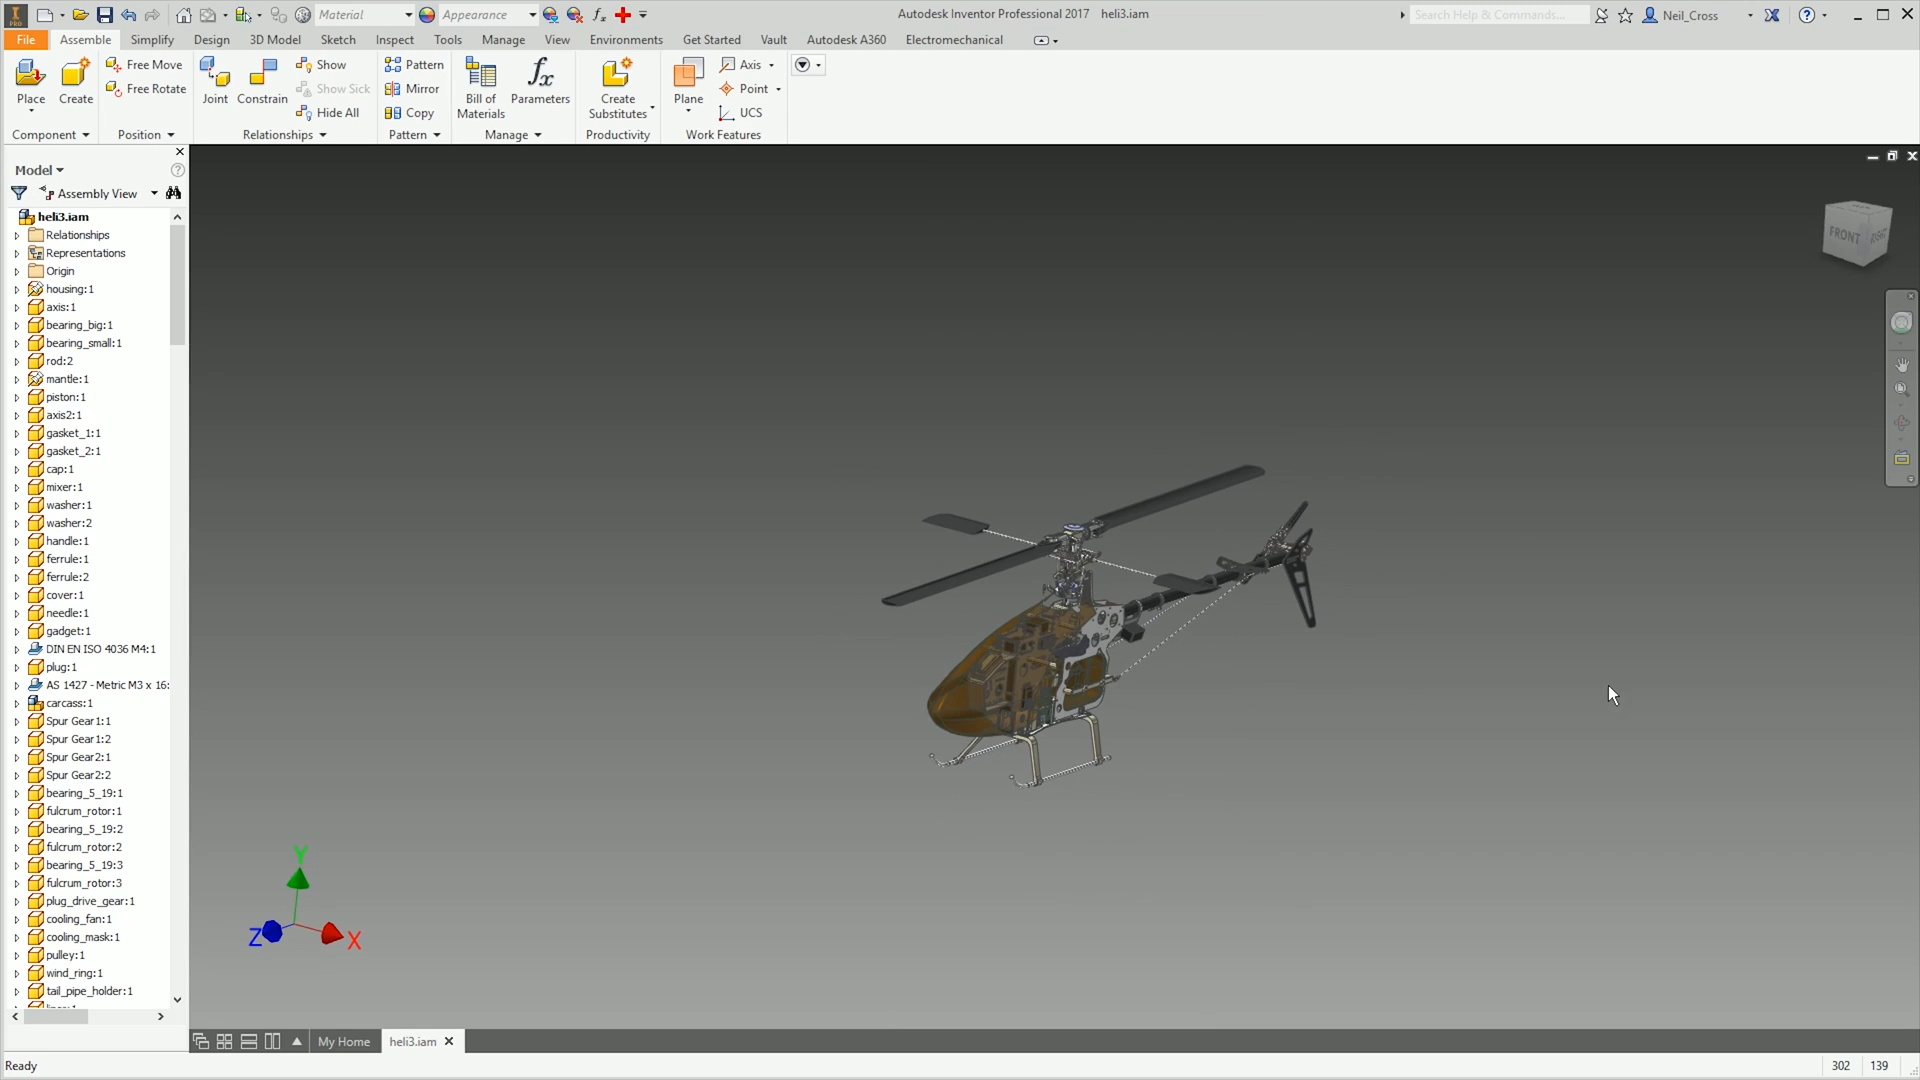 Material
Appearance
Autodesk Inventor Professional 2017 heli3.iam
Search Help & Commands...
Neil_Cross
PRO
File Assemble Simplify Design 3D Model Sketch Inspect Tools Manage View Environments Get Started Vault Autodesk A360 Electromechanical
Place
Create
Free Move
Free Rotate
Joint
Constrain
Show
Show Sick
Hide All
Pattern
Mirror
Copy
Bill of
Materials
Parameters
Create
Substitutes
Plane
Axis
Point
UCS
Component Position Relationships Pattern Manage Productivity Work Features
Model
Assembly View
heli3.iam
Relationships
Representations
Origin
housing:1
axis:1
bearing_big:1
bearing_small:1
rod:2
mantle:1
piston:1
axis2:1
gasket_1:1
gasket_2:1
cap:1
mixer:1
washer:1
washer:2
handle:1
ferrule:1
ferrule:2
cover:1
needle:1
gadget:1
DIN EN ISO 4036 M4:1
plug:1
AS 1427 - Metric M3 x 16:
carcass:1
Spur Gear1:1
Spur Gear1:2
Spur Gear2:1
Spur Gear2:2
bearing_5_19:1
fulcrum_rotor:1
bearing_5_19:2
fulcrum_rotor:2
bearing_5_19:3
fulcrum_rotor:3
plug_drive_gear:1
cooling_fan:1
cooling_mask:1
pulley:1
wind_ring:1
tail_pipe_holder:1
FRONT
RIGHT
Y
Z
X
My Home
heli3.iam
Ready
302 139